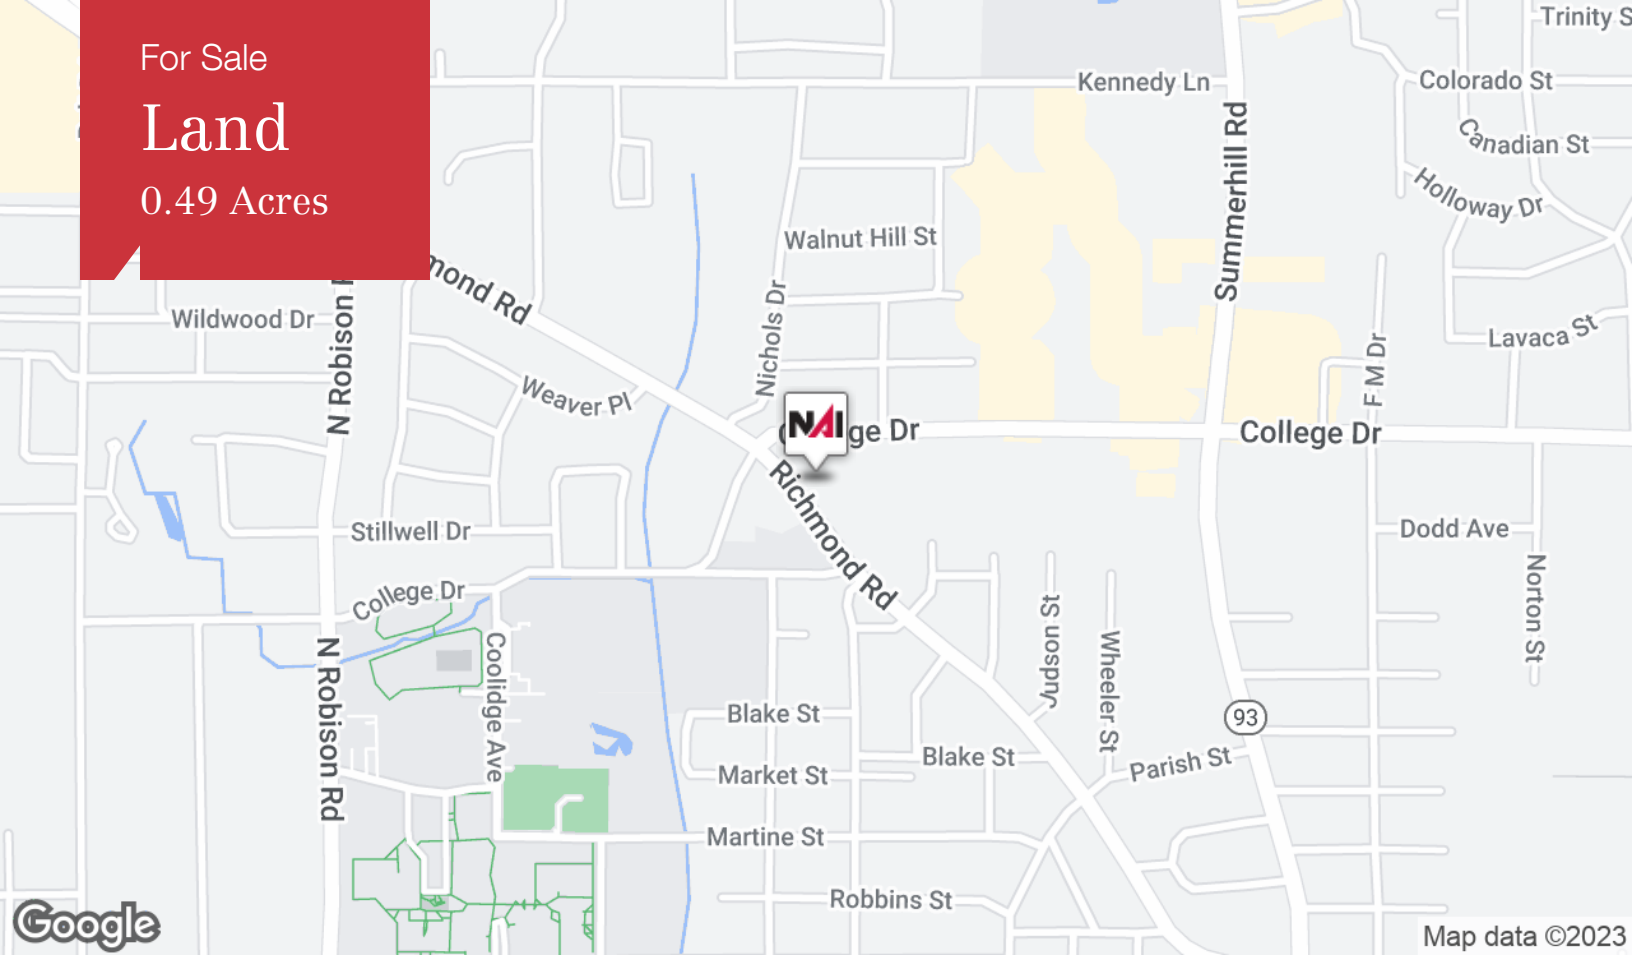 For Sale
Land
0.49 Acres
Trinity S
Kennedy Ln
Colorado St
Summerhill Rd
Canadian St
Holloway Dr
Walnut Hill St
mond Rd
Wildwood Dr
N Robison
Nichols Dr
Lavaca St
F M Dr
Weaver Pl
NAI
ge Dr
College Dr
Richmond Rd
Stillwell Dr
Dodd Ave
College Dr
Norton St
Judson St
Wheeler St
N Robison Rd
Coolidge Ave
Blake St
93
Blake St
Parish St
Market St
Martine St
Robbins St
Google
Map data ©2023